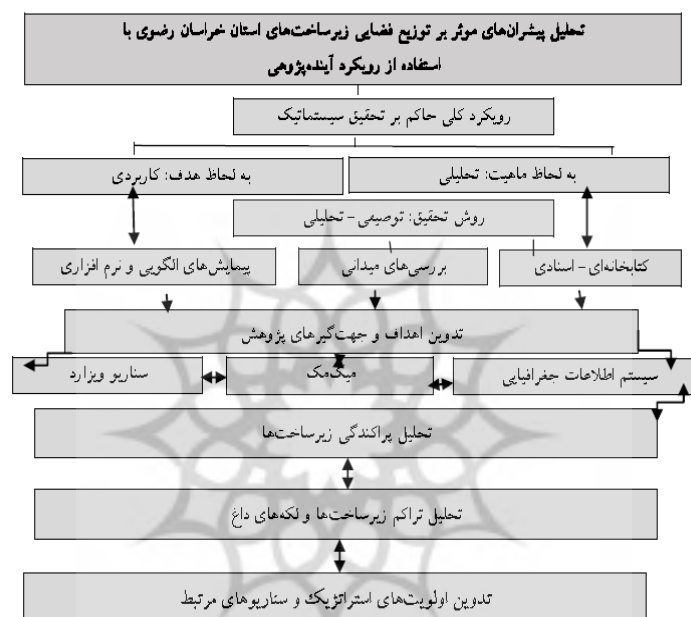 تحلیل پیشران‌های موثر بر توزیع فضایی زیرساخت‌های استان خراسان رضوی با
استفاده از رویکرد آینده‌پژوهی
رویکرد کلی حاکم بر تحقیق سیستماتیک
به لحاظ ماهیت: تحلیلی
به لحاظ هدف: کاربردی
روش تحقیق: توصیفی - تحلیلی
کتابخانه‌ای - اسنادی
بررسی‌های میدانی
پیمایش‌های الگویی و نرم افزاری
تدوین اهداف و جهت‌گیرهای پژوهش
سیستم اطلاعات جغرافیایی
میک‌مک
سناریو ویزارد
تحلیل پراکندگی زیرساخت‌ها
تحلیل تراکم زیرساخت‌ها و لکه‌های داغ
تدوین اولویت‌های استراتژیک و سناریوهای مرتبط